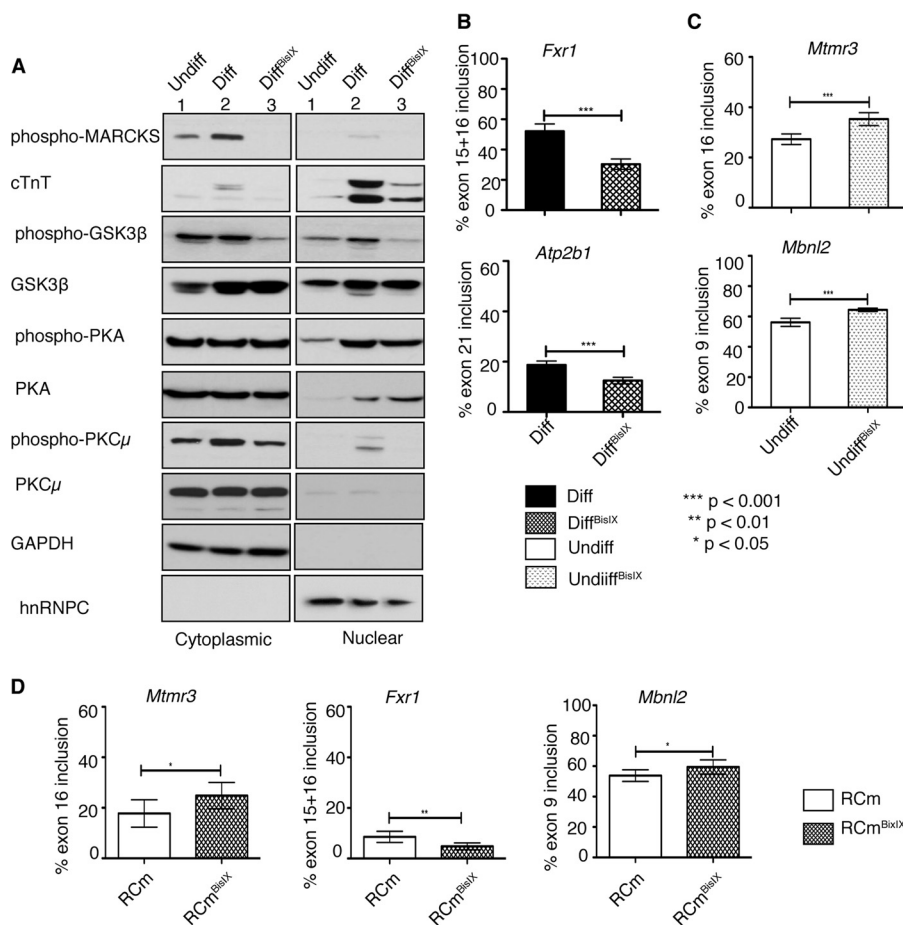 A
Undiff Diff Diff^BisIX Undiff Diff Diff^BisIX
1 2 3 1 2 3
phospho-MARCKS
cTnT
phospho-GSK3β
GSK3β
phospho-PKA
PKA
phospho-PKCµ
PKCµ
GAPDH
hnRNPC
Cytoplasmic Nuclear
B
Fxr1
% exon 15+16 inclusion
80
60
40
20
0
***
Atp2b1
% exon 21 inclusion
60
40
20
0
***
Diff Diff^BisIX
C
Mtmr3
% exon 16 inclusion
60
40
20
0
***
Mbnl2
% exon 9 inclusion
80
60
40
20
0
***
Undiff Undiff^BisIX
Diff
Diff^BisIX
Undiff
Undiiff^BisIX
*** p < 0.001
** p < 0.01
* p < 0.05
D
Mtmr3
% exon 16 inclusion
60
40
20
0
*
RCm RCm^BisIX
Fxr1
% exon 15+16 inclusion
60
40
20
0
**
RCm RCm^BisIX
Mbnl2
% exon 9 inclusion
100
80
60
40
20
0
*
RCm RCm^BisIX
RCm
RCm^BixIX